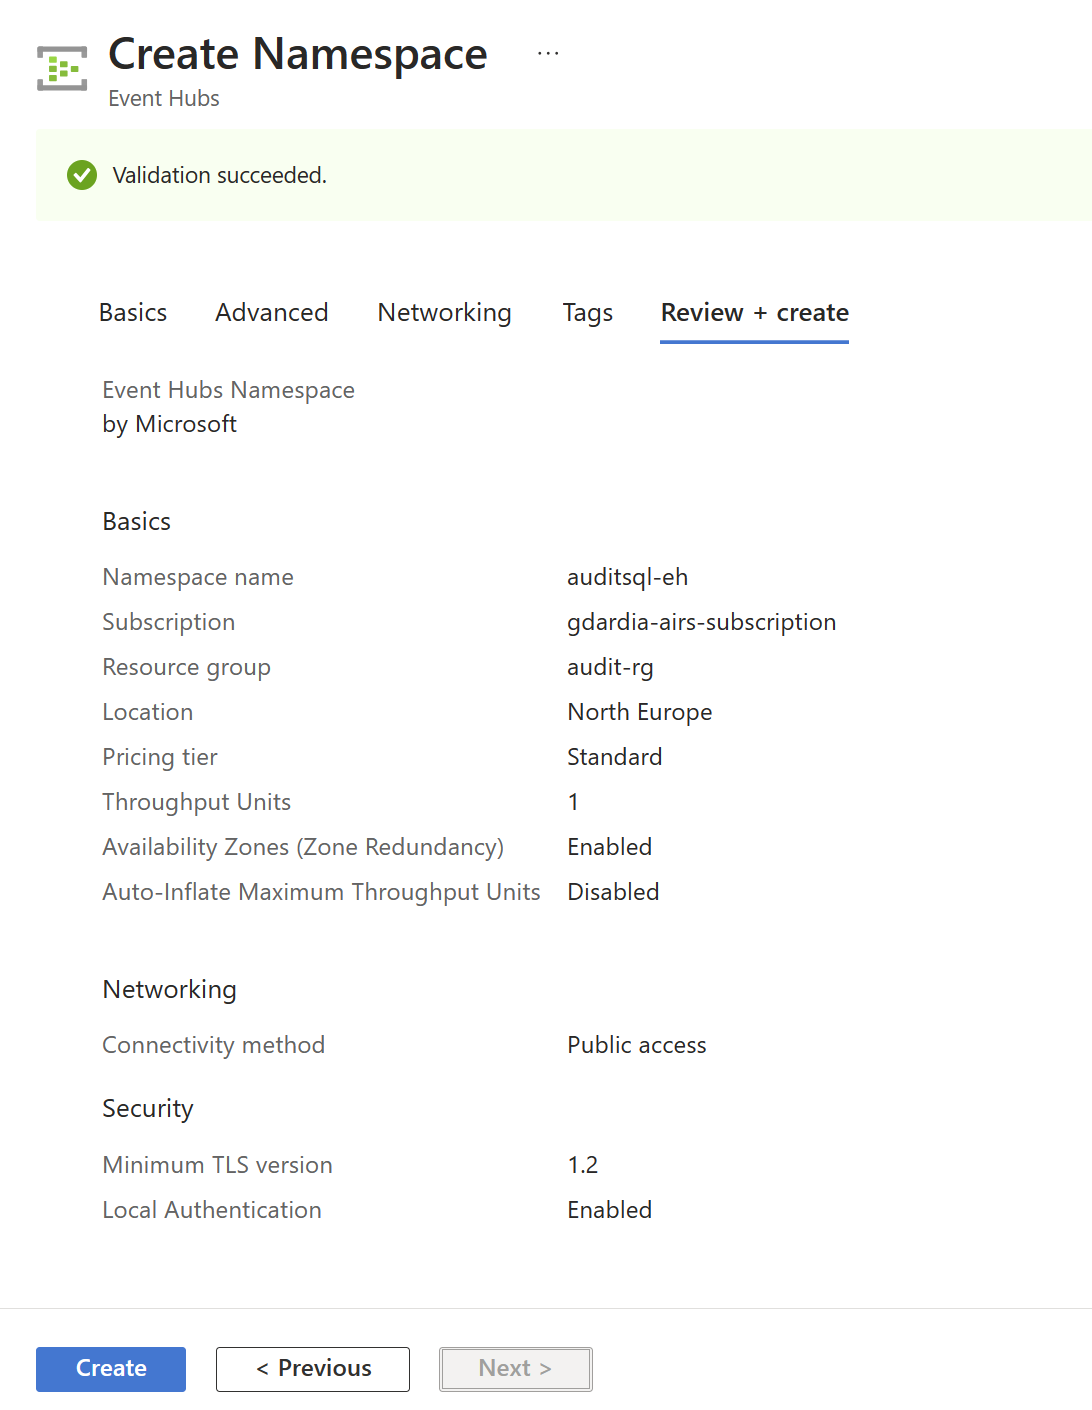 Create Namespace ...
Event Hubs
Validation succeeded.
Basics Advanced Networking Tags Review + create
Event Hubs Namespace
by Microsoft
Basics
Namespace name auditsql-eh
Subscription gdardia-airs-subscription
Resource group audit-rg
Location North Europe
Pricing tier Standard
Throughput Units 1
Availability Zones (Zone Redundancy) Enabled
Auto-Inflate Maximum Throughput Units Disabled
Networking
Connectivity method Public access
Security
Minimum TLS version 1.2
Local Authentication Enabled
Create < Previous Next >